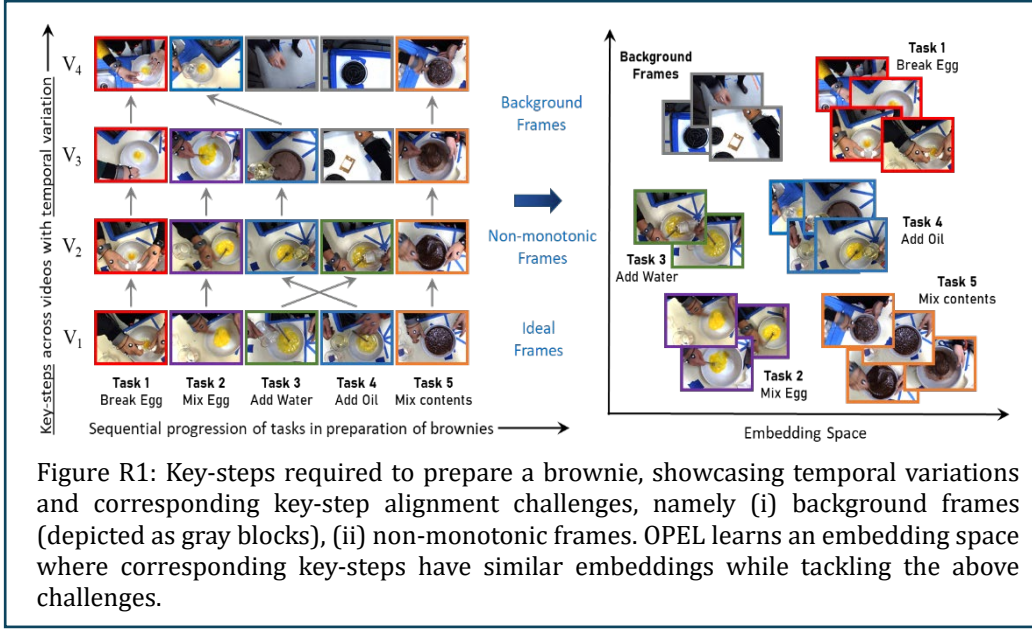 Key-steps across videos with temporal variation
V4
V3
V2
V1
Task 1
Break Egg
Task 2
Mix Egg
Task 3
Add Water
Task 4
Add Oil
Task 5
Mix contents
Sequential progression of tasks in preparation of brownies
Background
Frames
Non-monotonic
Frames
Ideal
Frames
Background
Frames
Task 1
Break Egg
Task 3
Add Water
Task 4
Add Oil
Task 5
Mix contents
Task 2
Mix Egg
Embedding Space
Figure R1: Key-steps required to prepare a brownie, showcasing temporal variations
and corresponding key-step alignment challenges, namely (i) background frames
(depicted as gray blocks), (ii) non-monotonic frames. OPEL learns an embedding space
where corresponding key-steps have similar embeddings while tackling the above
challenges.